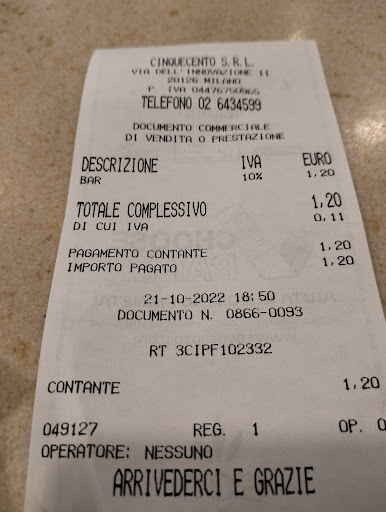 CINQUECENTO S.R.L.
VIA DELL'INNOVAZIONE 11
20126 MILANO
P. IVA 04476750965
TELEFONO 02 6434599
DOCUMENTO COMMERCIALE
DI VENDITA O PRESTAZIONE
DESCRIZIONE IVA EURO
BAR 10% 1,20
TOTALE COMPLESSIVO 1,20
DI CUI IVA 0,11
PAGAMENTO CONTANTE 1,20
IMPORTO PAGATO 1,20
21-10-2022 18:50
DOCUMENTO N. 0866-0093
RT 3CIPF102332
CONTANTE 1,20
049127 REG. 1 OP. 0
OPERATORE: NESSUNO
ARRIVEDERCI E GRAZIE